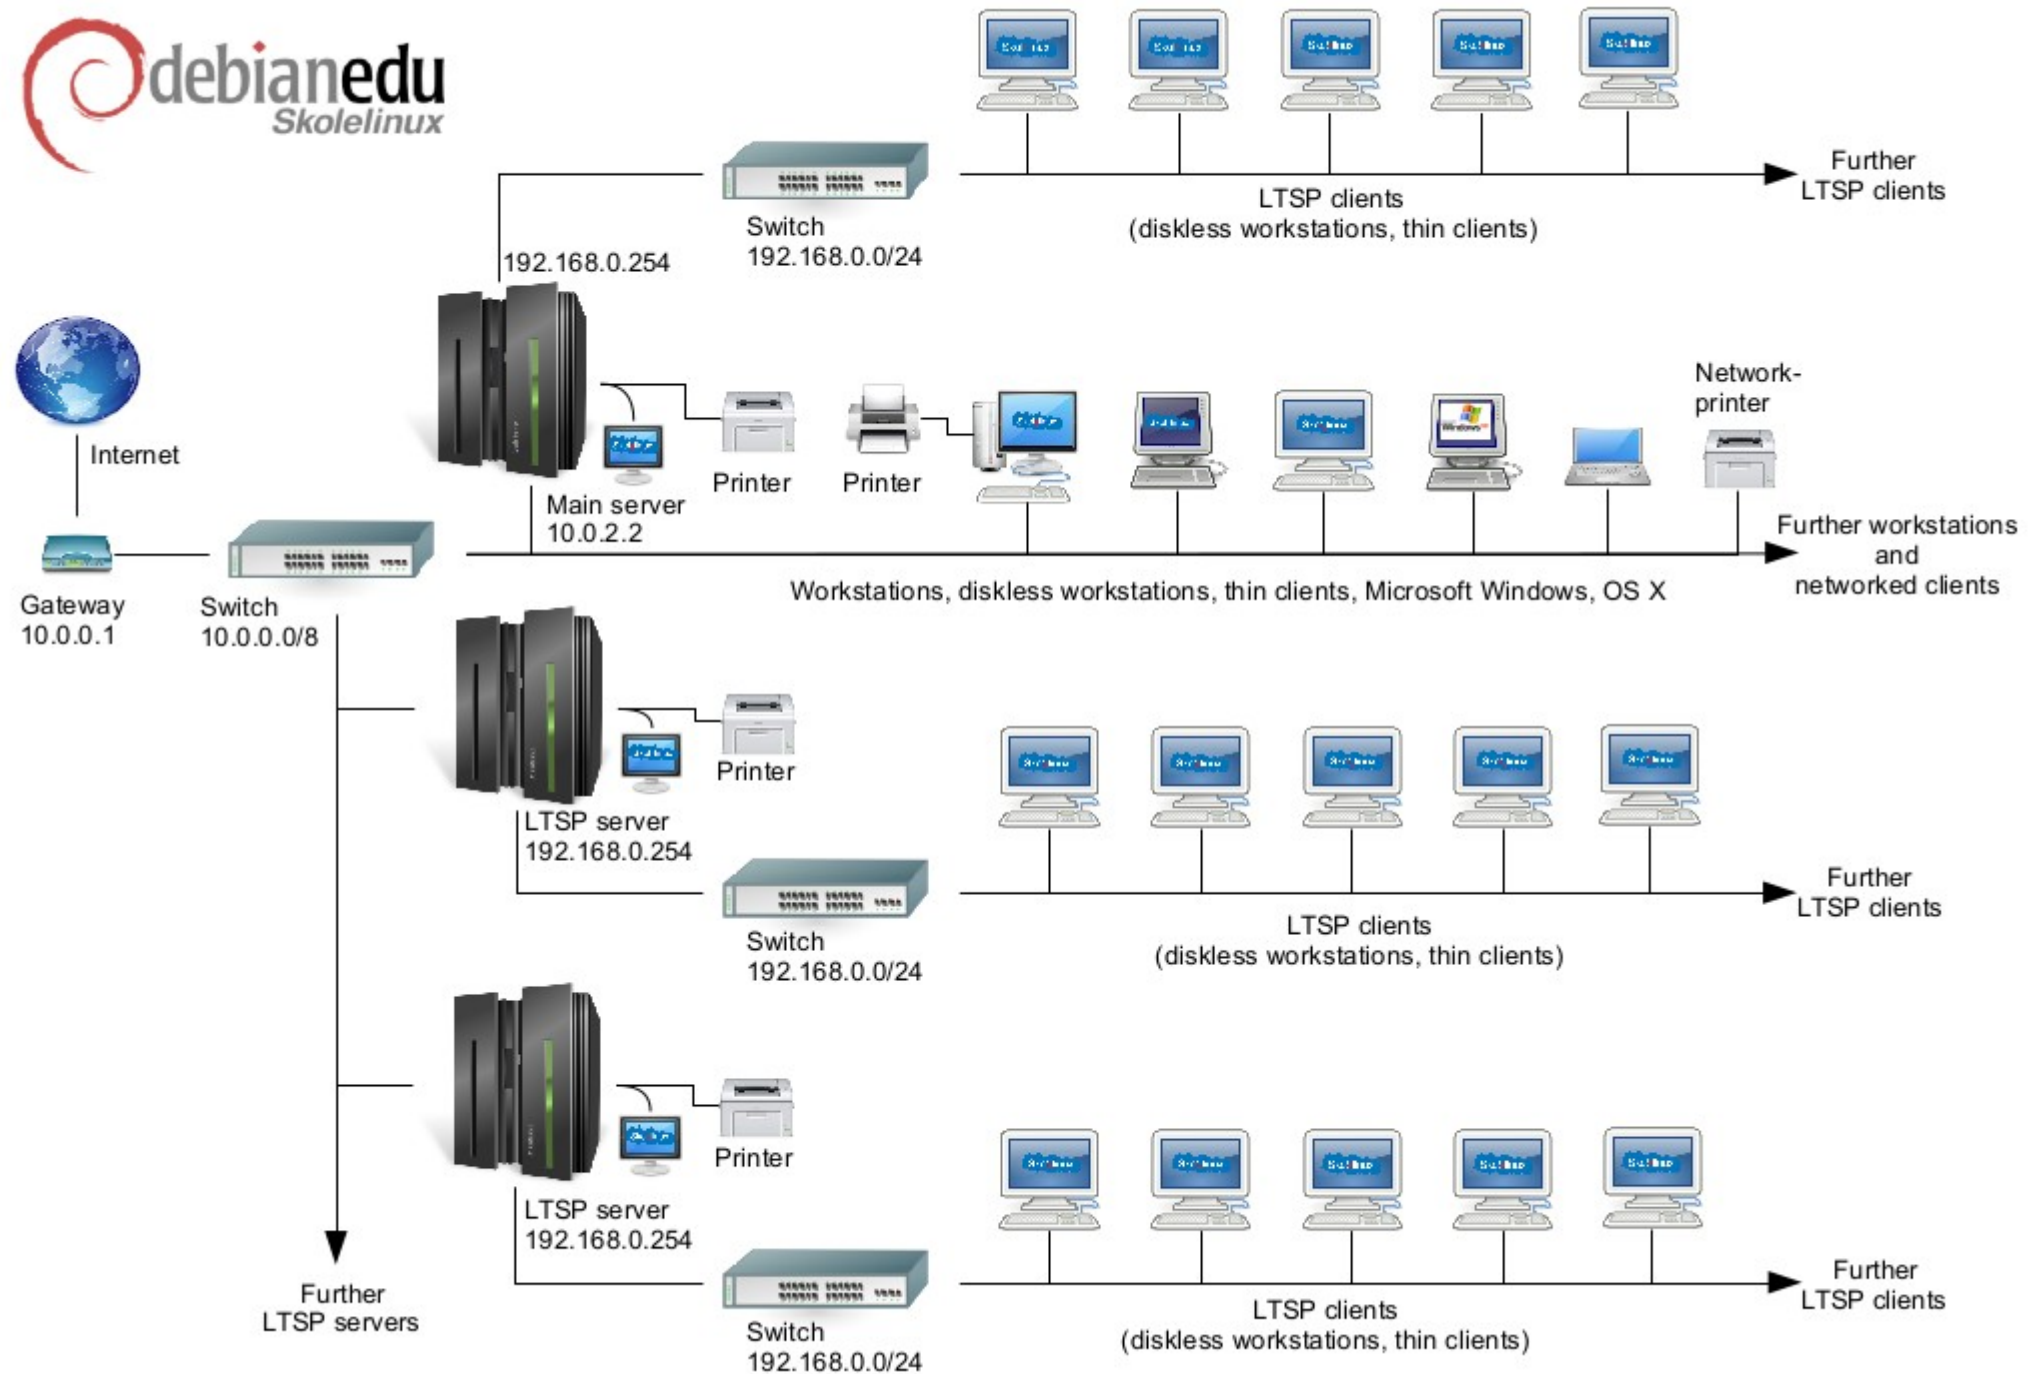 debianedu
Skolelinux
Further
LTSP clients
LTSP clients
(diskless workstations, thin clients)
Switch
192.168.0.0/24
192.168.0.254
Internet
Network-
printer
Printer
Printer
Windows
Main server
10.0.2.2
Gateway
10.0.0.1
Switch
10.0.0.0/8
Further workstations
and
networked clients
Workstations, diskless workstations, thin clients, Microsoft Windows, OS X
Printer
LTSP server
192.168.0.254
Switch
192.168.0.0/24
LTSP clients
(diskless workstations, thin clients)
Further
LTSP clients
Printer
LTSP server
192.168.0.254
Switch
192.168.0.0/24
LTSP clients
(diskless workstations, thin clients)
Further
LTSP clients
Further
LTSP servers